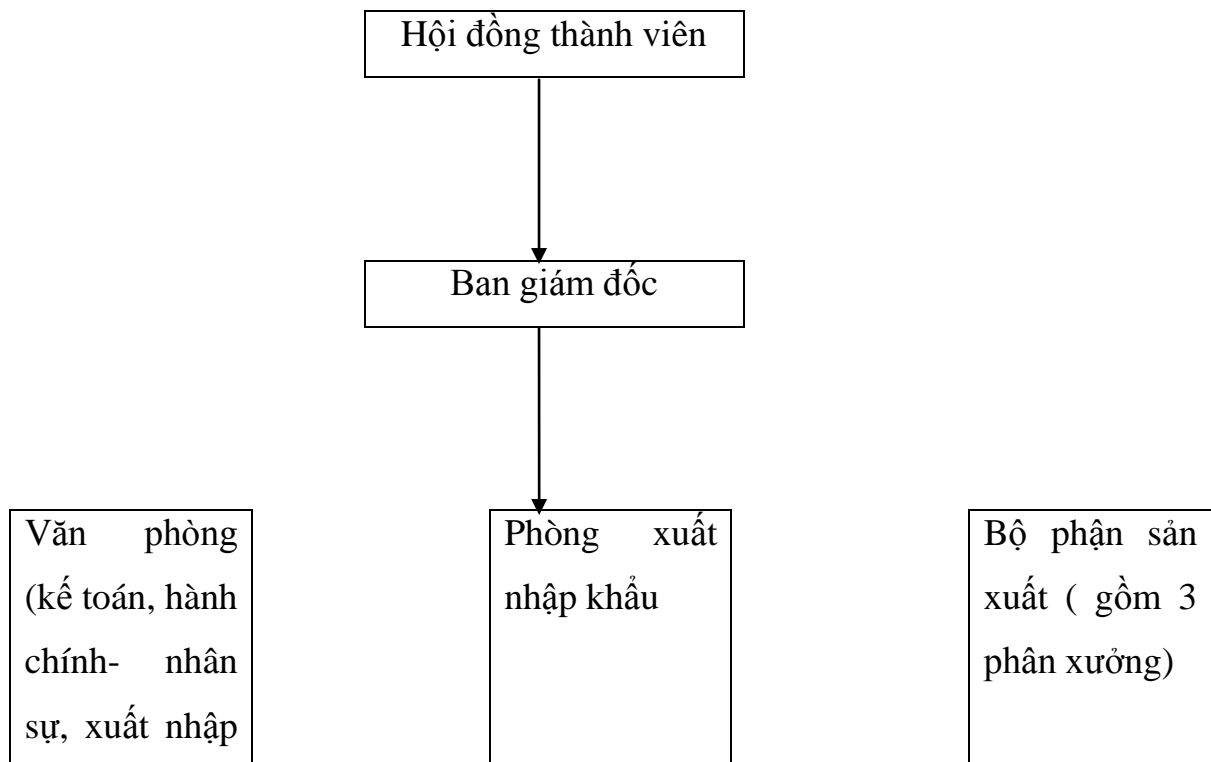 Hội đồng thành viên
Ban giám đốc
Văn phòng
(kế toán, hành
chính- nhân
sự, xuất nhập
Phòng xuất
nhập khẩu
Bộ phận sản
xuất ( gồm 3
phân xưởng)